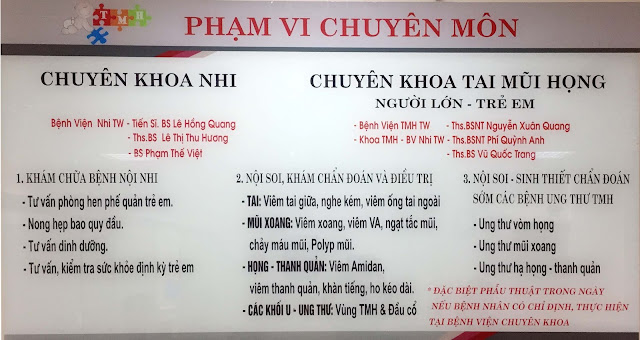 TMH
PHẠM VI CHUYÊN MÔN
CHUYÊN KHOA NHI
Bệnh Viện Nhi TW - Tiến Sĩ. BS Lê Hồng Quang
- Ths.BS Lê Thị Thu Hương
- BS Phạm Thế Việt
CHUYÊN KHOA TAI MŨI HỌNG
NGƯỜI LỚN - TRẺ EM
- Bệnh Viện TMH TW - Ths.BSNT Nguyễn Xuân Quang
- Khoa TMH - BV Nhi TW - Ths.BSNT Phí Quỳnh Anh
- Ths.BS Vũ Quốc Trang
1. KHÁM CHỮA BỆNH NỘI NHI
- Tư vấn phòng hen phế quản trẻ em.
- Nong hẹp bao quy đầu.
- Tư vấn dinh dưỡng.
- Tư vấn, kiểm tra sức khỏe định kỳ trẻ em
2. NỘI SOI, KHÁM CHẨN ĐOÁN VÀ ĐIỀU TRỊ
- TAI: Viêm tai giữa, nghe kém, viêm ống tai ngoài
- MŨI XOANG: Viêm xoang, viêm VA, ngạt tắc mũi,
chảy máu mũi, Polyp mũi.
- HỌNG - THANH QUẢN: Viêm Amidan,
viêm thanh quản, khàn tiếng, ho kéo dài.
- CÁC KHỐI U - UNG THƯ: Vùng TMH & Đầu cổ
3. NỘI SOI - SINH THIẾT CHẨN ĐOÁN
SỚM CÁC BỆNH UNG THƯ TMH
- Ung thư vòm họng
- Ung thư mũi xoang
- Ung thư hạ họng - thanh quản
* ĐẶC BIỆT PHẪU THUẬT TRONG NGÀY
NẾU BỆNH NHÂN CÓ CHỈ ĐỊNH, THỰC HIỆN
TẠI BỆNH VIỆN CHUYÊN KHOA